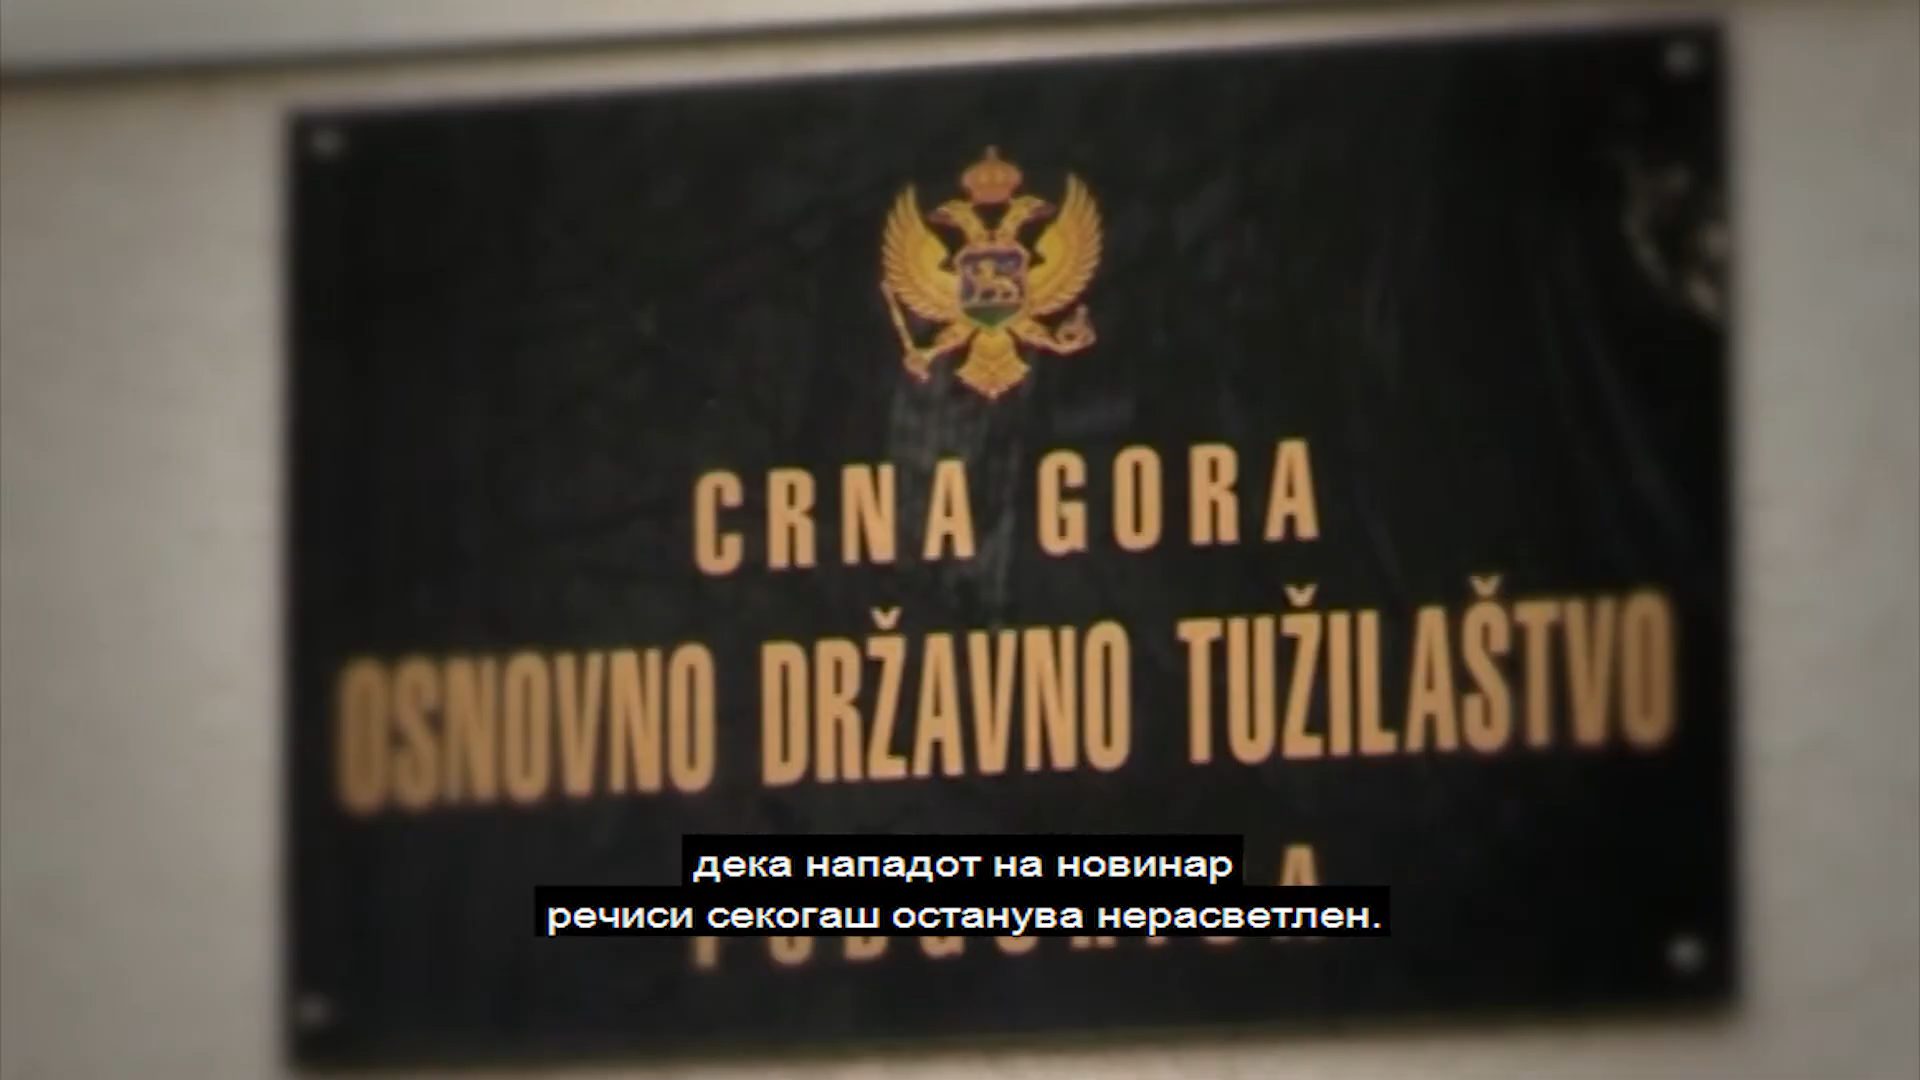 CRNA GORA
OSNOVNO DRŽAVNO TUŽILAŠTVO
дека нападот на новинар
речиси секогаш останува нерасветлен.